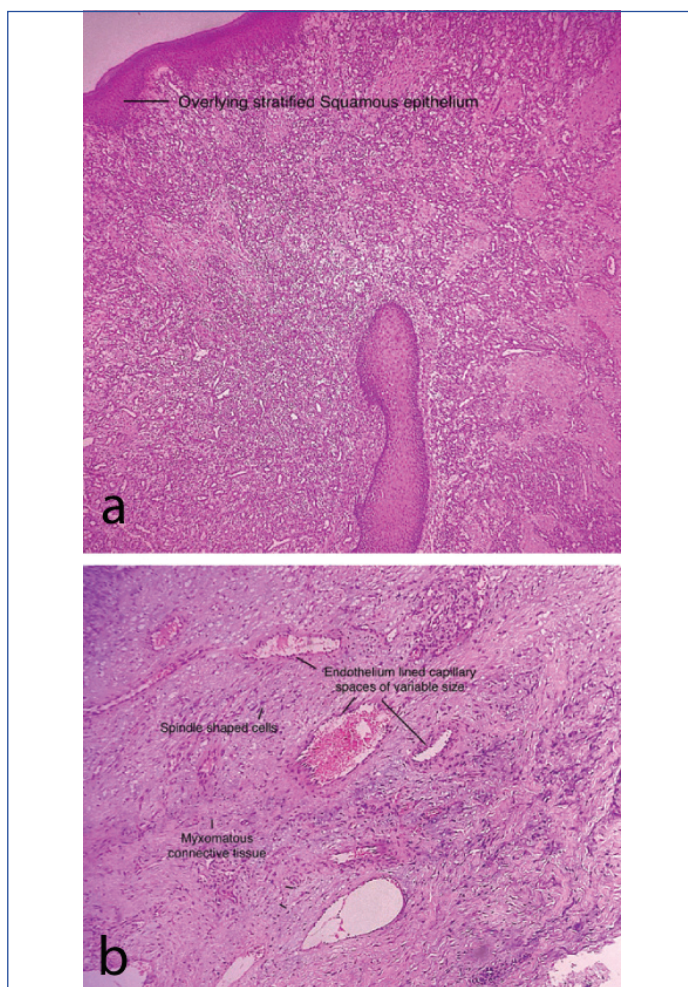 Overlying stratified Squamous epithelium
a
Endothelium lined capillary
spaces of variable size
Spindle shaped cells
Myxomatous
connective tissue
b